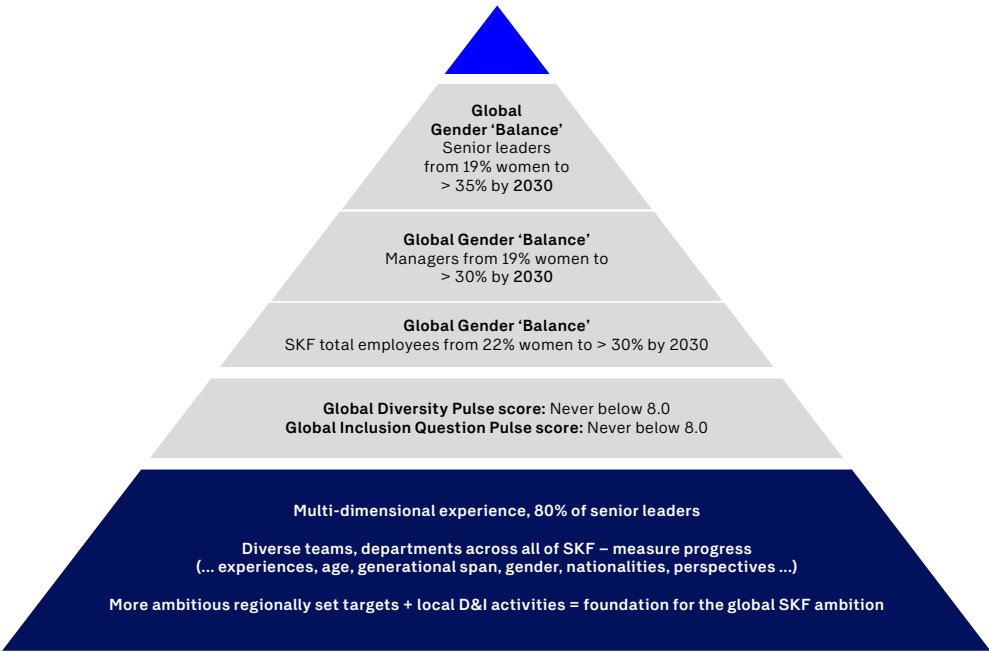 Global
Gender ‘Balance’
Senior leaders
from 19% women to
> 35% by 2030
Global Gender ‘Balance’
Managers from 19% women to
> 30% by 2030
Global Gender ‘Balance’
SKF total employees from 22% women to > 30% by 2030
Global Diversity Pulse score: Never below 8.0
Global Inclusion Question Pulse score: Never below 8.0
Multi-dimensional experience, 80% of senior leaders
Diverse teams, departments across all of SKF – measure progress
(... experiences, age, generational span, gender, nationalities, perspectives ...)
More ambitious regionally set targets + local D&I activities = foundation for the global SKF ambition